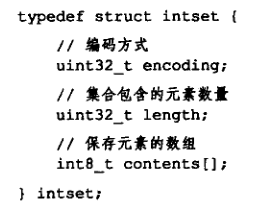 typedef struct intset {
// 编码方式
uint32_t encoding;
// 集合包含的元素数量
uint32_t length;
// 保存元素的数组
int8_t contents[];
} intset;